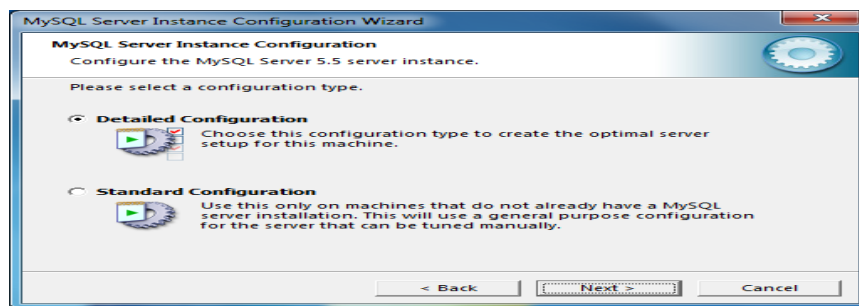 MySQL Server Instance Configuration Wizard
MySQL Server Instance Configuration
Configure the MySQL Server 5.5 server instance.
Please select a configuration type.
Detailed Configuration
Choose this configuration type to create the optimal server
setup for this machine.
Standard Configuration
Use this only on machines that do not already have a MySQL
server installation. This will use a general purpose configuration
for the server that can be tuned manually.
< Back Next > Cancel